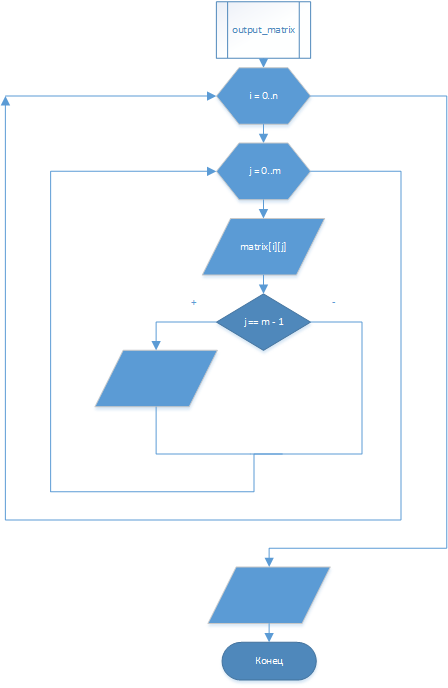 output_matrix
i = 0..n
j = 0..m
matrix[i][j]
+
-
j == m - 1
Конец